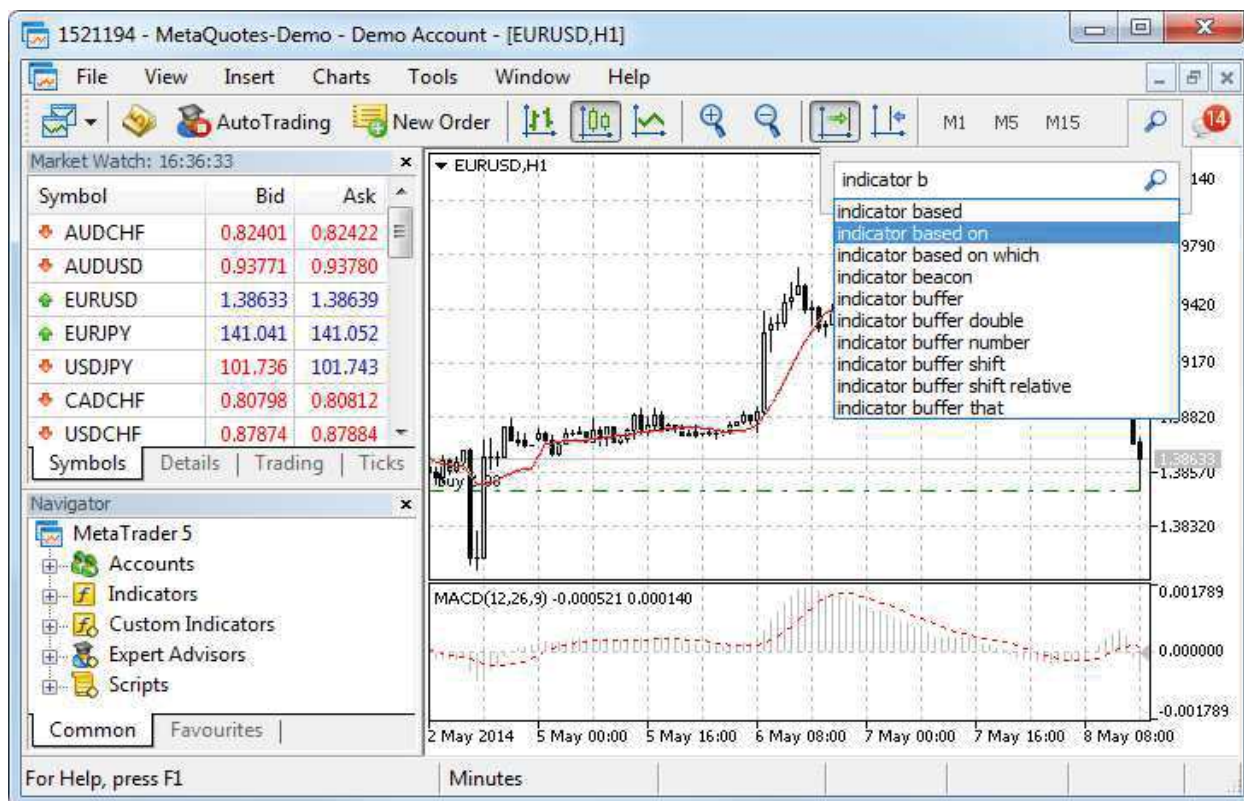 1521194 - MetaQuotes-Demo - Demo Account - [EURUSD,H1]
File View Insert Charts Tools Window Help
AutoTrading New Order M1 M5 M15 14
Market Watch: 16:36:33
Symbol Bid Ask
AUDCHF 0.82401 0.82422
AUDUSD 0.93771 0.93780
EURUSD 1.38633 1.38639
EURJPY 141.041 141.052
USDJPY 101.736 101.743
CADCHF 0.80798 0.80812
USDCHF 0.87874 0.87884
Symbols Details | Trading | Ticks
Navigator
MetaTrader 5
Accounts
Indicators
Custom Indicators
Expert Advisors
Scripts
Common Favourites |
EURUSD,H1
indicator b
indicator based
indicator based on
indicator based on which
indicator beacon
indicator buffer
indicator buffer double
indicator buffer number
indicator buffer shift
indicator buffer shift relative
indicator buffer that
140
9790
9420
9170
1.38820
1.38633
1.38570
1.38320
MACD(12,26,9) -0.000521 0.000140
0.001789
0.000000
-0.001789
2 May 2014 5 May 00:00 5 May 16:00 6 May 08:00 7 May 00:00 7 May 16:00 8 May 08:00
For Help, press F1 Minutes